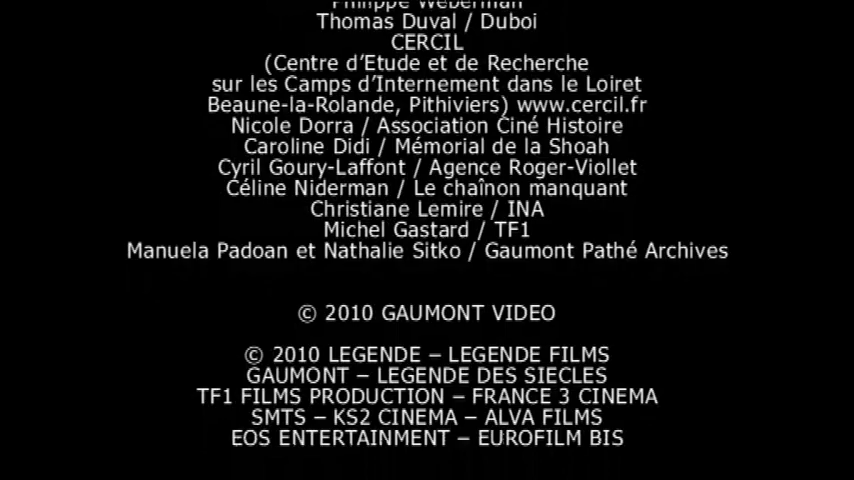 Philippe Weberman
Thomas Duval / Duboi
CERCIL
(Centre d'Etude et de Recherche
sur les Camps d'Internement dans le Loiret
Beaune-la-Rolande, Pithiviers) www.cercil.fr
Nicole Dorra / Association Ciné Histoire
Caroline Didi / Mémorial de la Shoah
Cyril Goury-Laffont / Agence Roger-Viollet
Céline Niderman / Le chaînon manquant
Christiane Lemire / INA
Michel Gastard / TF1
Manuela Padoan et Nathalie Sitko / Gaumont Pathé Archives
© 2010 GAUMONT VIDEO
© 2010 LEGENDE – LEGENDE FILMS
GAUMONT – LEGENDE DES SIECLES
TF1 FILMS PRODUCTION – FRANCE 3 CINEMA
SMTS – KS2 CINEMA – ALVA FILMS
EOS ENTERTAINMENT – EUROFILM BIS